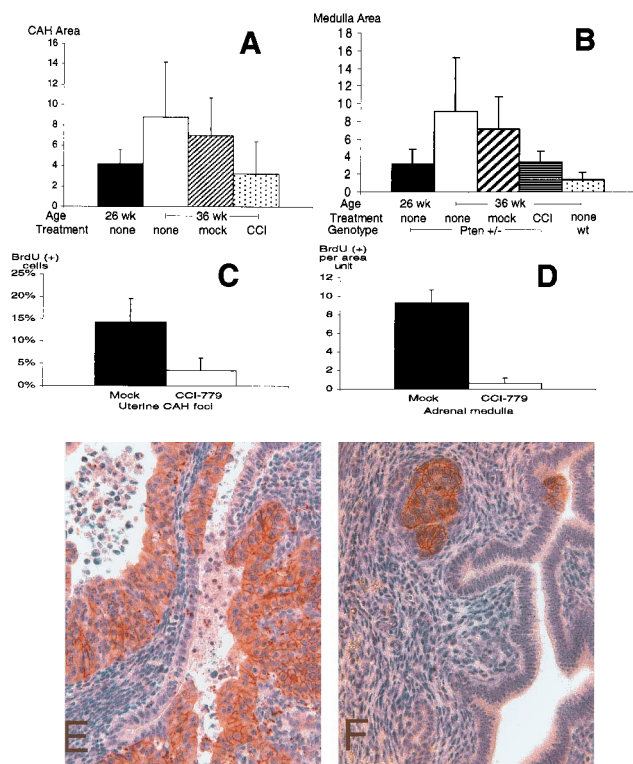 CAH Area
A
16
14
12
10
8
6
4
2
0
Age 26 wk 36 wk
Treatment none none mock CCI
Medulla Area
B
18
16
14
12
10
8
6
4
2
0
Age 26 wk 36 wk
Treatment none none mock CCI none
Genotype Pten +/- wt
BrdU (+)
cells
C
25%
20%
15%
10%
5%
0%
Mock CCI-779
Uterine CAH foci
BrdU (+)
per area
unit
D
12
10
8
6
4
2
0
Mock CCI-779
Adrenal medulla
E
F